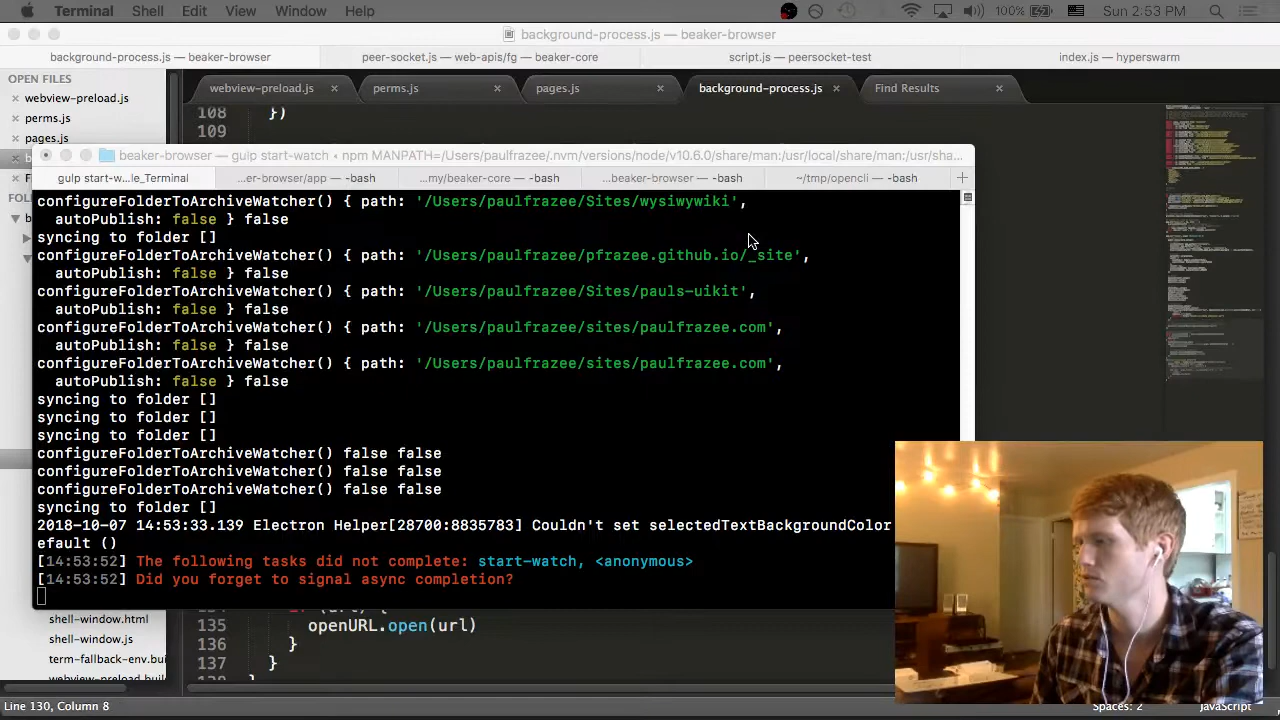 Terminal Shell Edit View Window Help 100% Sun 2:53 PM
background-process.js — beaker-browser
background-process.js — beaker-browser peer-socket.js — web-apis/fg — beaker-core script.js — peersocket-test index.js — hyperswarm
OPEN FILES
webview-preload.js perms.js pages.js background-process.js Find Results
webview-preload.js
perms.js
pages.js
108 })
109
beaker-browser — gulp start-watch ◂ npm MANPATH=/Users/paulfrazee/.nvm/versions/node/v10.6.0/share/man:/usr/local/share/man:/usr/sha…
gulp start-w...le_Terminal ...my/bea ...beaker-browser — -bash ~/tmp/opencli — -bash
configureFolderToArchiveWatcher() { path: '/Users/paulfrazee/Sites/wysiwywiki',
autoPublish: false } false
syncing to folder []
configureFolderToArchiveWatcher() { path: '/Users/paulfrazee/pfrazee.github.io/_site',
autoPublish: false } false
configureFolderToArchiveWatcher() { path: '/Users/paulfrazee/Sites/pauls-uikit',
autoPublish: false } false
configureFolderToArchiveWatcher() { path: '/Users/paulfrazee/sites/paulfrazee.com',
autoPublish: false } false
configureFolderToArchiveWatcher() { path: '/Users/paulfrazee/sites/paulfrazee.com',
autoPublish: false } false
syncing to folder []
syncing to folder []
syncing to folder []
configureFolderToArchiveWatcher() false false
configureFolderToArchiveWatcher() false false
configureFolderToArchiveWatcher() false false
syncing to folder []
2018-10-07 14:53:33.139 Electron Helper[28700:8835783] Couldn't set selectedTextBackgroundColor
efault ()
[14:53:52] The following tasks did not complete: start-watch, <anonymous>
[14:53:52] Did you forget to signal async completion?
shell-window.html
135 openURL.open(url)
shell-window.js
136 }
term-fallback-env.bui
137 }
webview-preload.buil
Line 130, Column 8 Spaces: 2 JavaScript